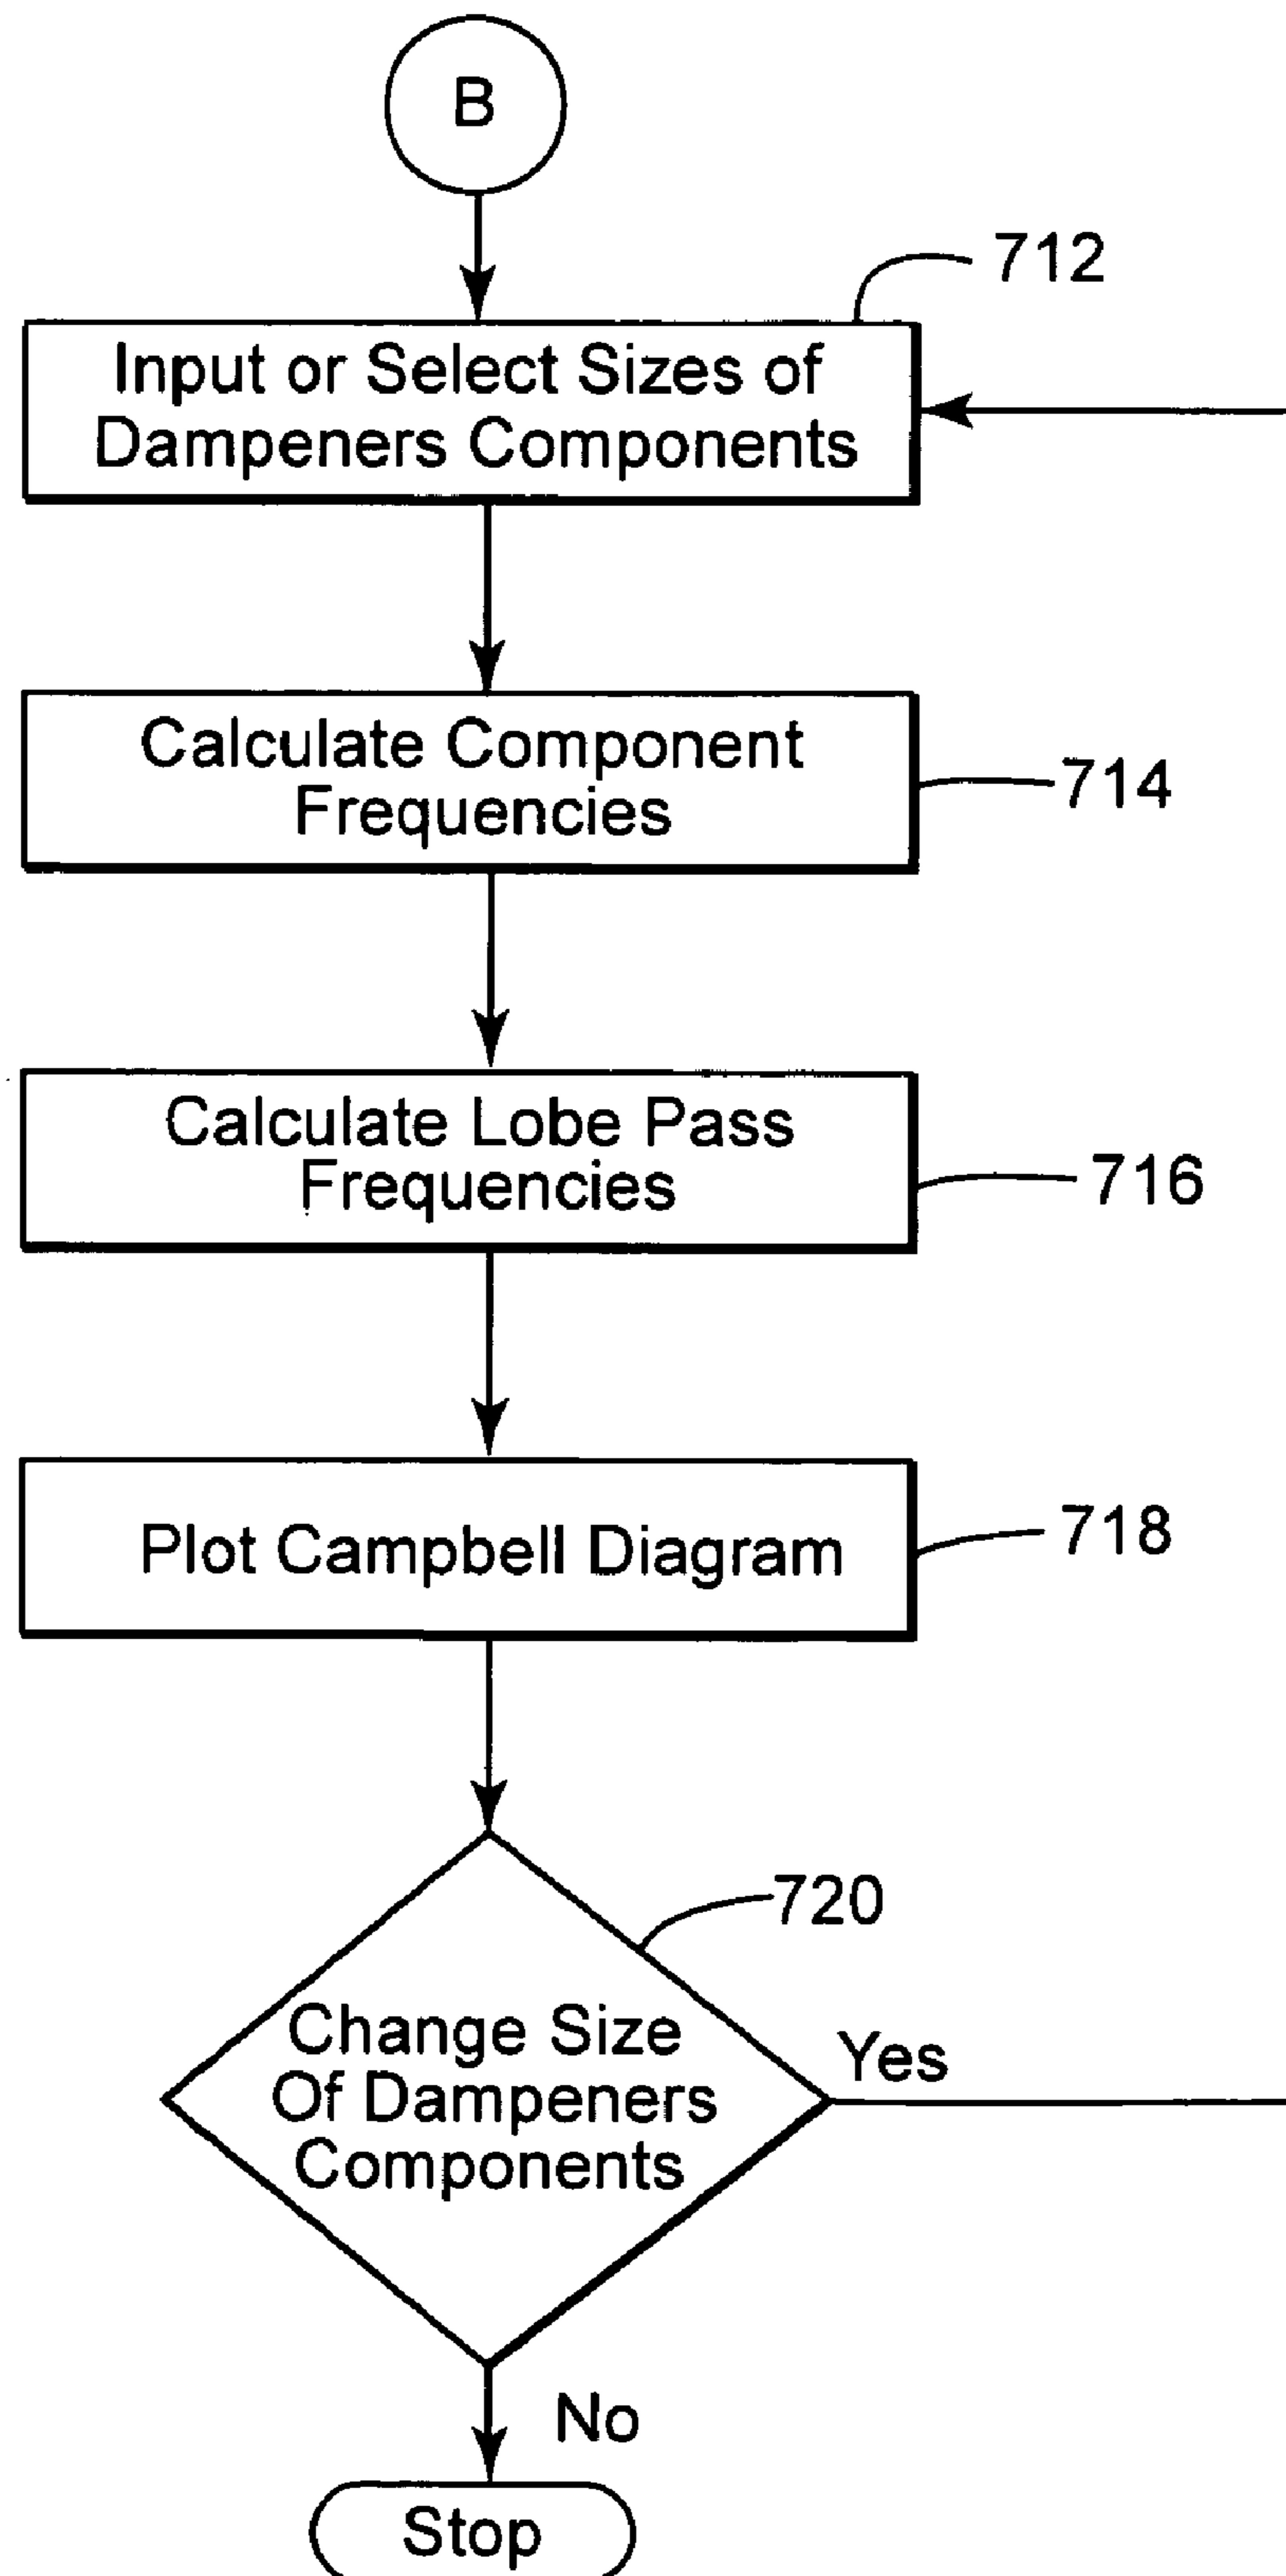 B
712
Input or Select Sizes of
Dampeners Components
Calculate Component
Frequencies
714
Calculate Lobe Pass
Frequencies
716
Plot Campbell Diagram
718
720
Change Size
Of Dampeners
Components
Yes
No
Stop